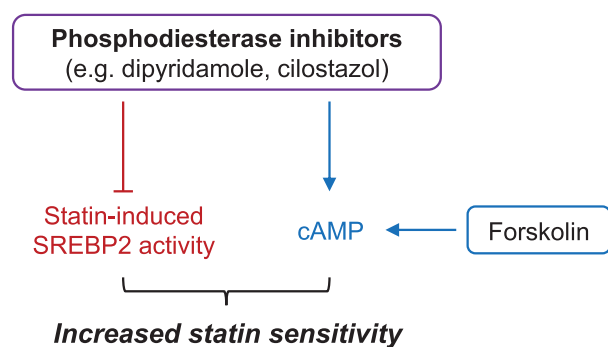 Phosphodiesterase inhibitors
(e.g. dipyridamole, cilostazol)
Statin-induced
SREBP2 activity
cAMP
Forskolin
Increased statin sensitivity